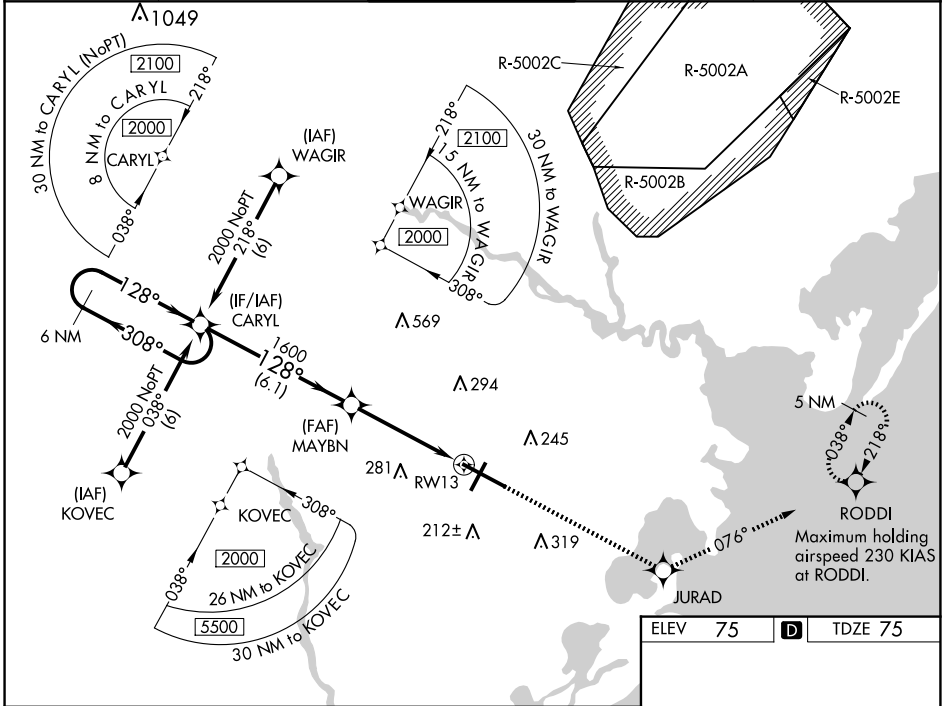 1049
30 NM to CARYL (NoPT)
2100
218°
8 NM to CARYL
2000
CARYL
038°
R-5002C
R-5002A
R-5002E
R-5002B
(IAF)
WAGIR
2000 NoPT
218°
(6)
218°
2100
30 NM to WAGIR
15 NM to WAGIR
WAGIR
2000
308°
128°
(IF/IAF)
CARYL
6 NM
308°
569
1600
128°
(6.1)
2000 NoPT
038°
(6)
294
5 NM
038°
218°
(FAF)
MAYBN
245
281
RW13
(IAF)
KOVEC
RODDI
Maximum holding
airspeed 230 KIAS
at RODDI.
308°
KOVEC
212±
319
076°
2000
038°
26 NM to KOVEC
5500
30 NM to KOVEC
JURAD
ELEV 75 D TDZE 75